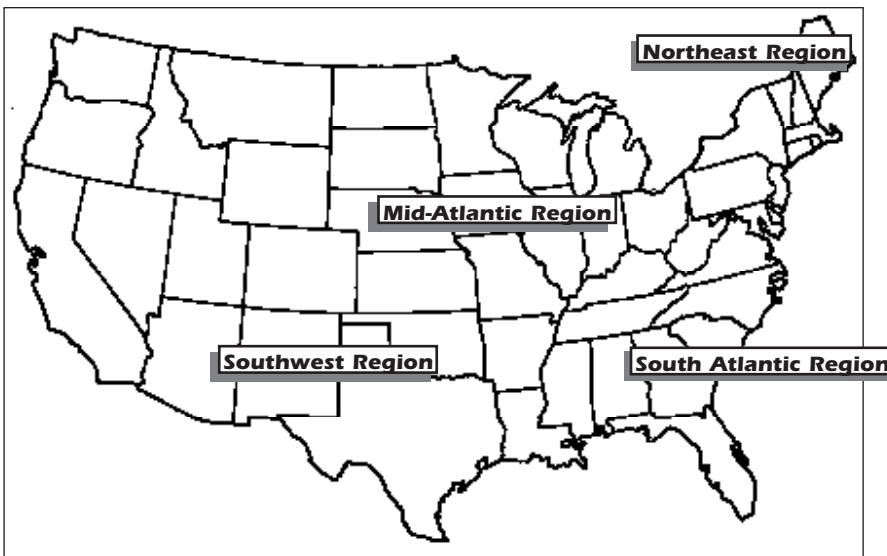 Northeast Region
Mid-Atlantic Region
Southwest Region
South Atlantic Region